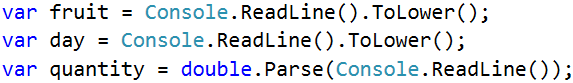 var fruit = Console.ReadLine().ToLower();
var day = Console.ReadLine().ToLower();
var quantity = double.Parse(Console.ReadLine());